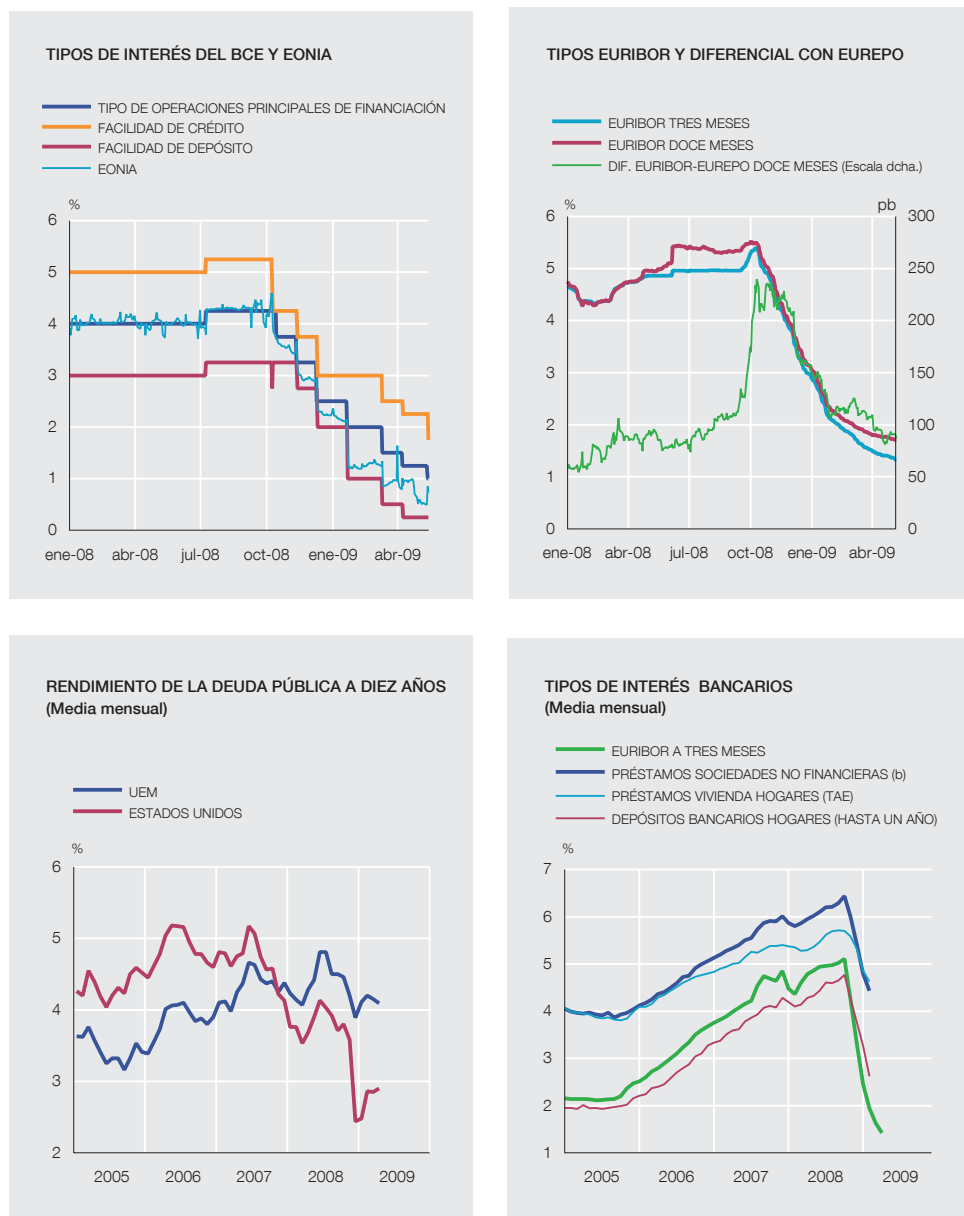 TIPOS DE INTERÉS DEL BCE Y EONIA
TIPO DE OPERACIONES PRINCIPALES DE FINANCIACIÓN
FACILIDAD DE CRÉDITO
FACILIDAD DE DEPÓSITO
EONIA
%
6
5
4
3
2
1
0
ene-08 abr-08 jul-08 oct-08 ene-09 abr-09
TIPOS EURIBOR Y DIFERENCIAL CON EUREPO
EURIBOR TRES MESES
EURIBOR DOCE MESES
DIF. EURIBOR-EUREPO DOCE MESES (Escala dcha.)
% pb
6 300
5 250
4 200
3 150
2 100
1 50
0 0
ene-08 abr-08 jul-08 oct-08 ene-09 abr-09
RENDIMIENTO DE LA DEUDA PÚBLICA A DIEZ AÑOS
(Media mensual)
UEM
ESTADOS UNIDOS
%
6
5
4
3
2
2005 2006 2007 2008 2009
TIPOS DE INTERÉS BANCARIOS
(Media mensual)
EURIBOR A TRES MESES
PRÉSTAMOS SOCIEDADES NO FINANCIERAS (b)
PRÉSTAMOS VIVIENDA HOGARES (TAE)
DEPÓSITOS BANCARIOS HOGARES (HASTA UN AÑO)
%
7
6
5
4
3
2
1
2005 2006 2007 2008 2009